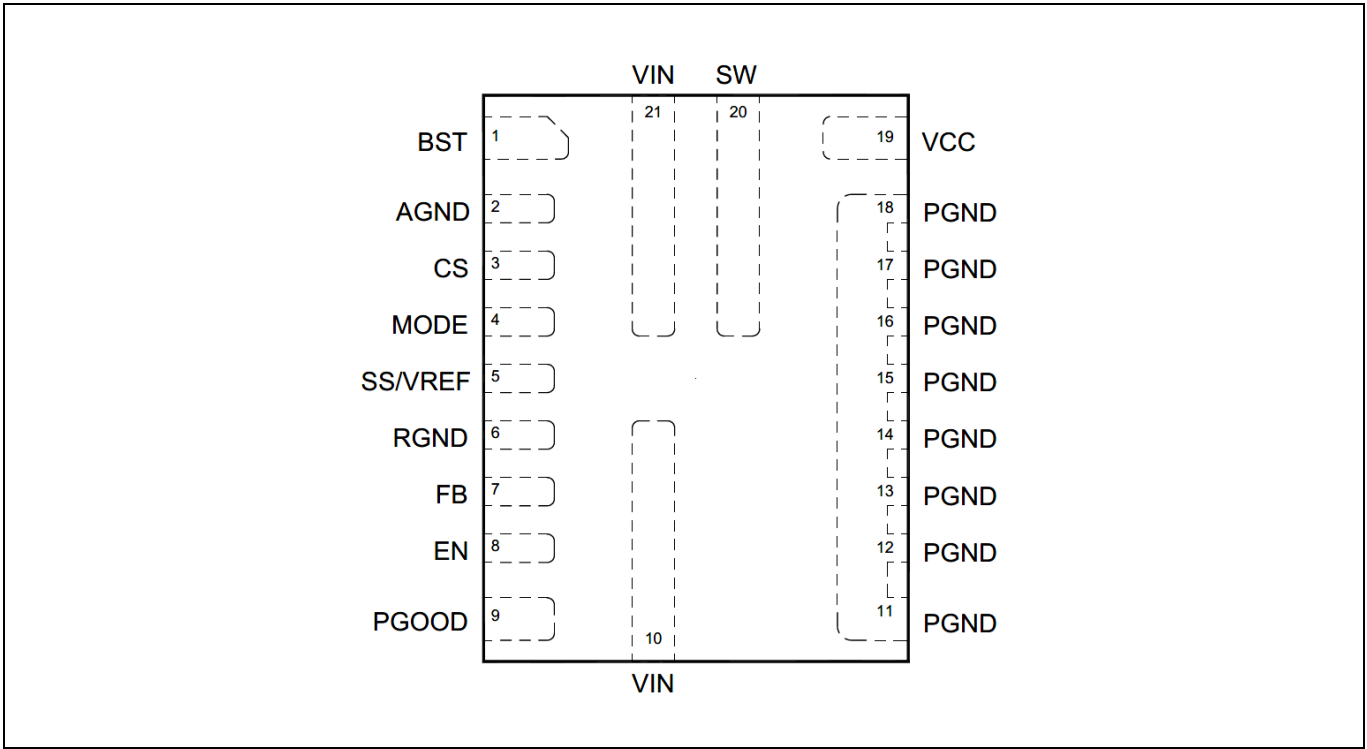 VIN SW
21 20
BST 1 19 VCC
AGND 2 18 PGND
CS 3 17 PGND
MODE 4 16 PGND
SS/VREF 5 15 PGND
RGND 6 14 PGND
FB 7 13 PGND
EN 8 12 PGND
PGOOD 9 11 PGND
10
VIN